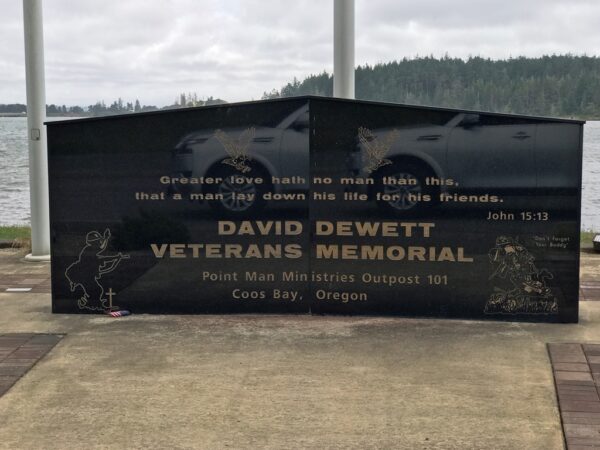 Greater love hath no man than this,
that a man lay down his life for his friends.
John 15:13
DAVID DEWETT
VETERANS MEMORIAL
Point Man Ministries Outpost 101
Coos Bay, Oregon
Don't Forget
Your Buddy